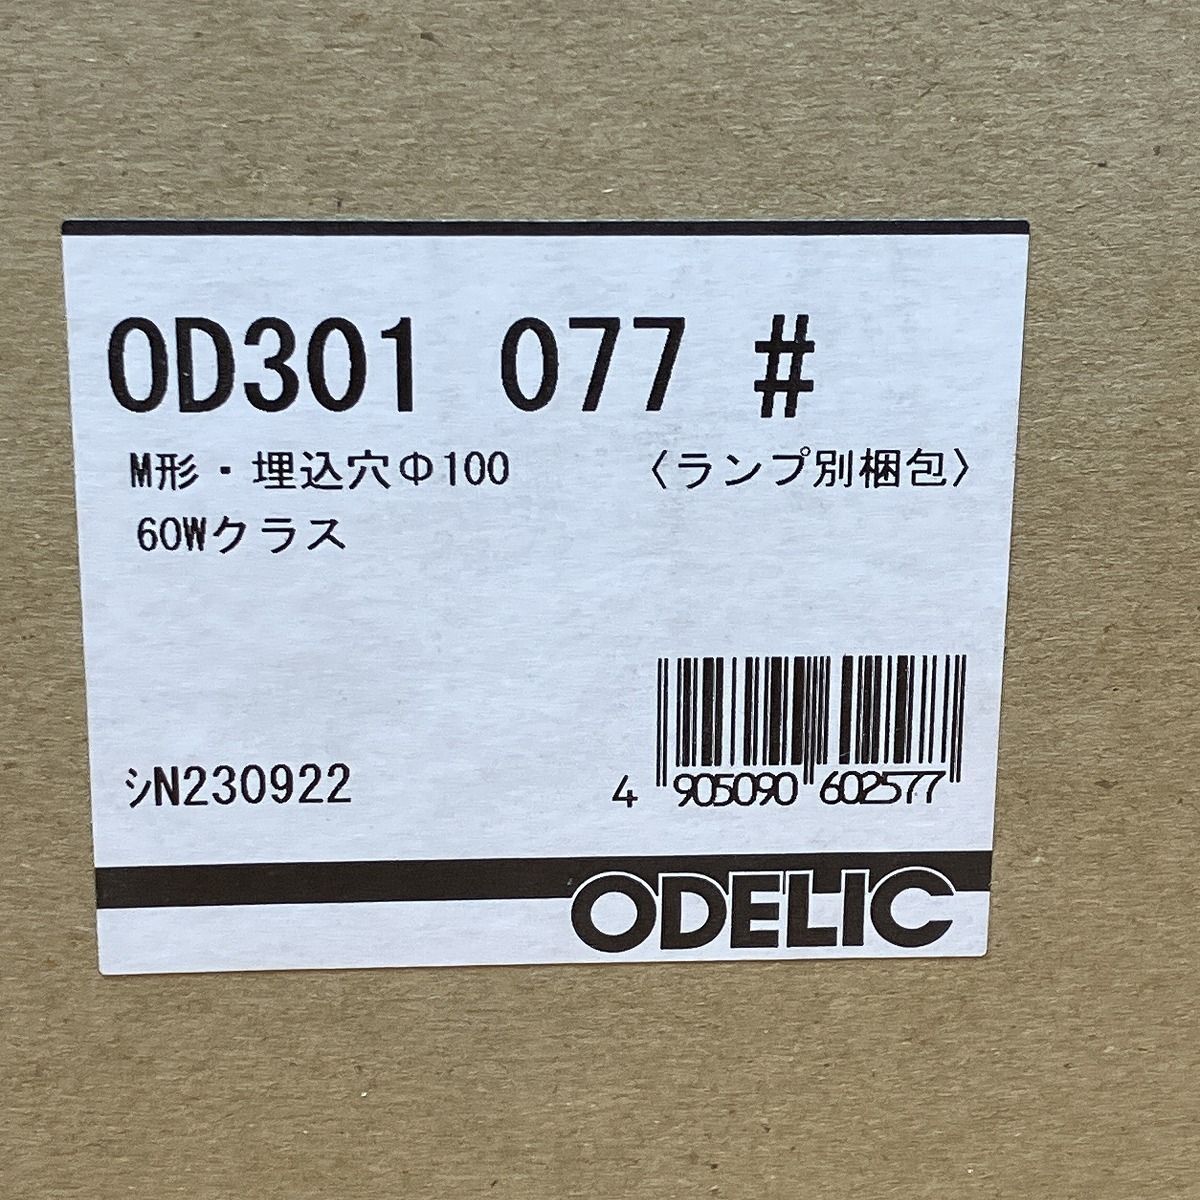 OD301 077 #
M形・埋込穴Φ100 〈ランプ別梱包〉
60Wクラス
ｼN230922
4 905090 602577
ODELIC